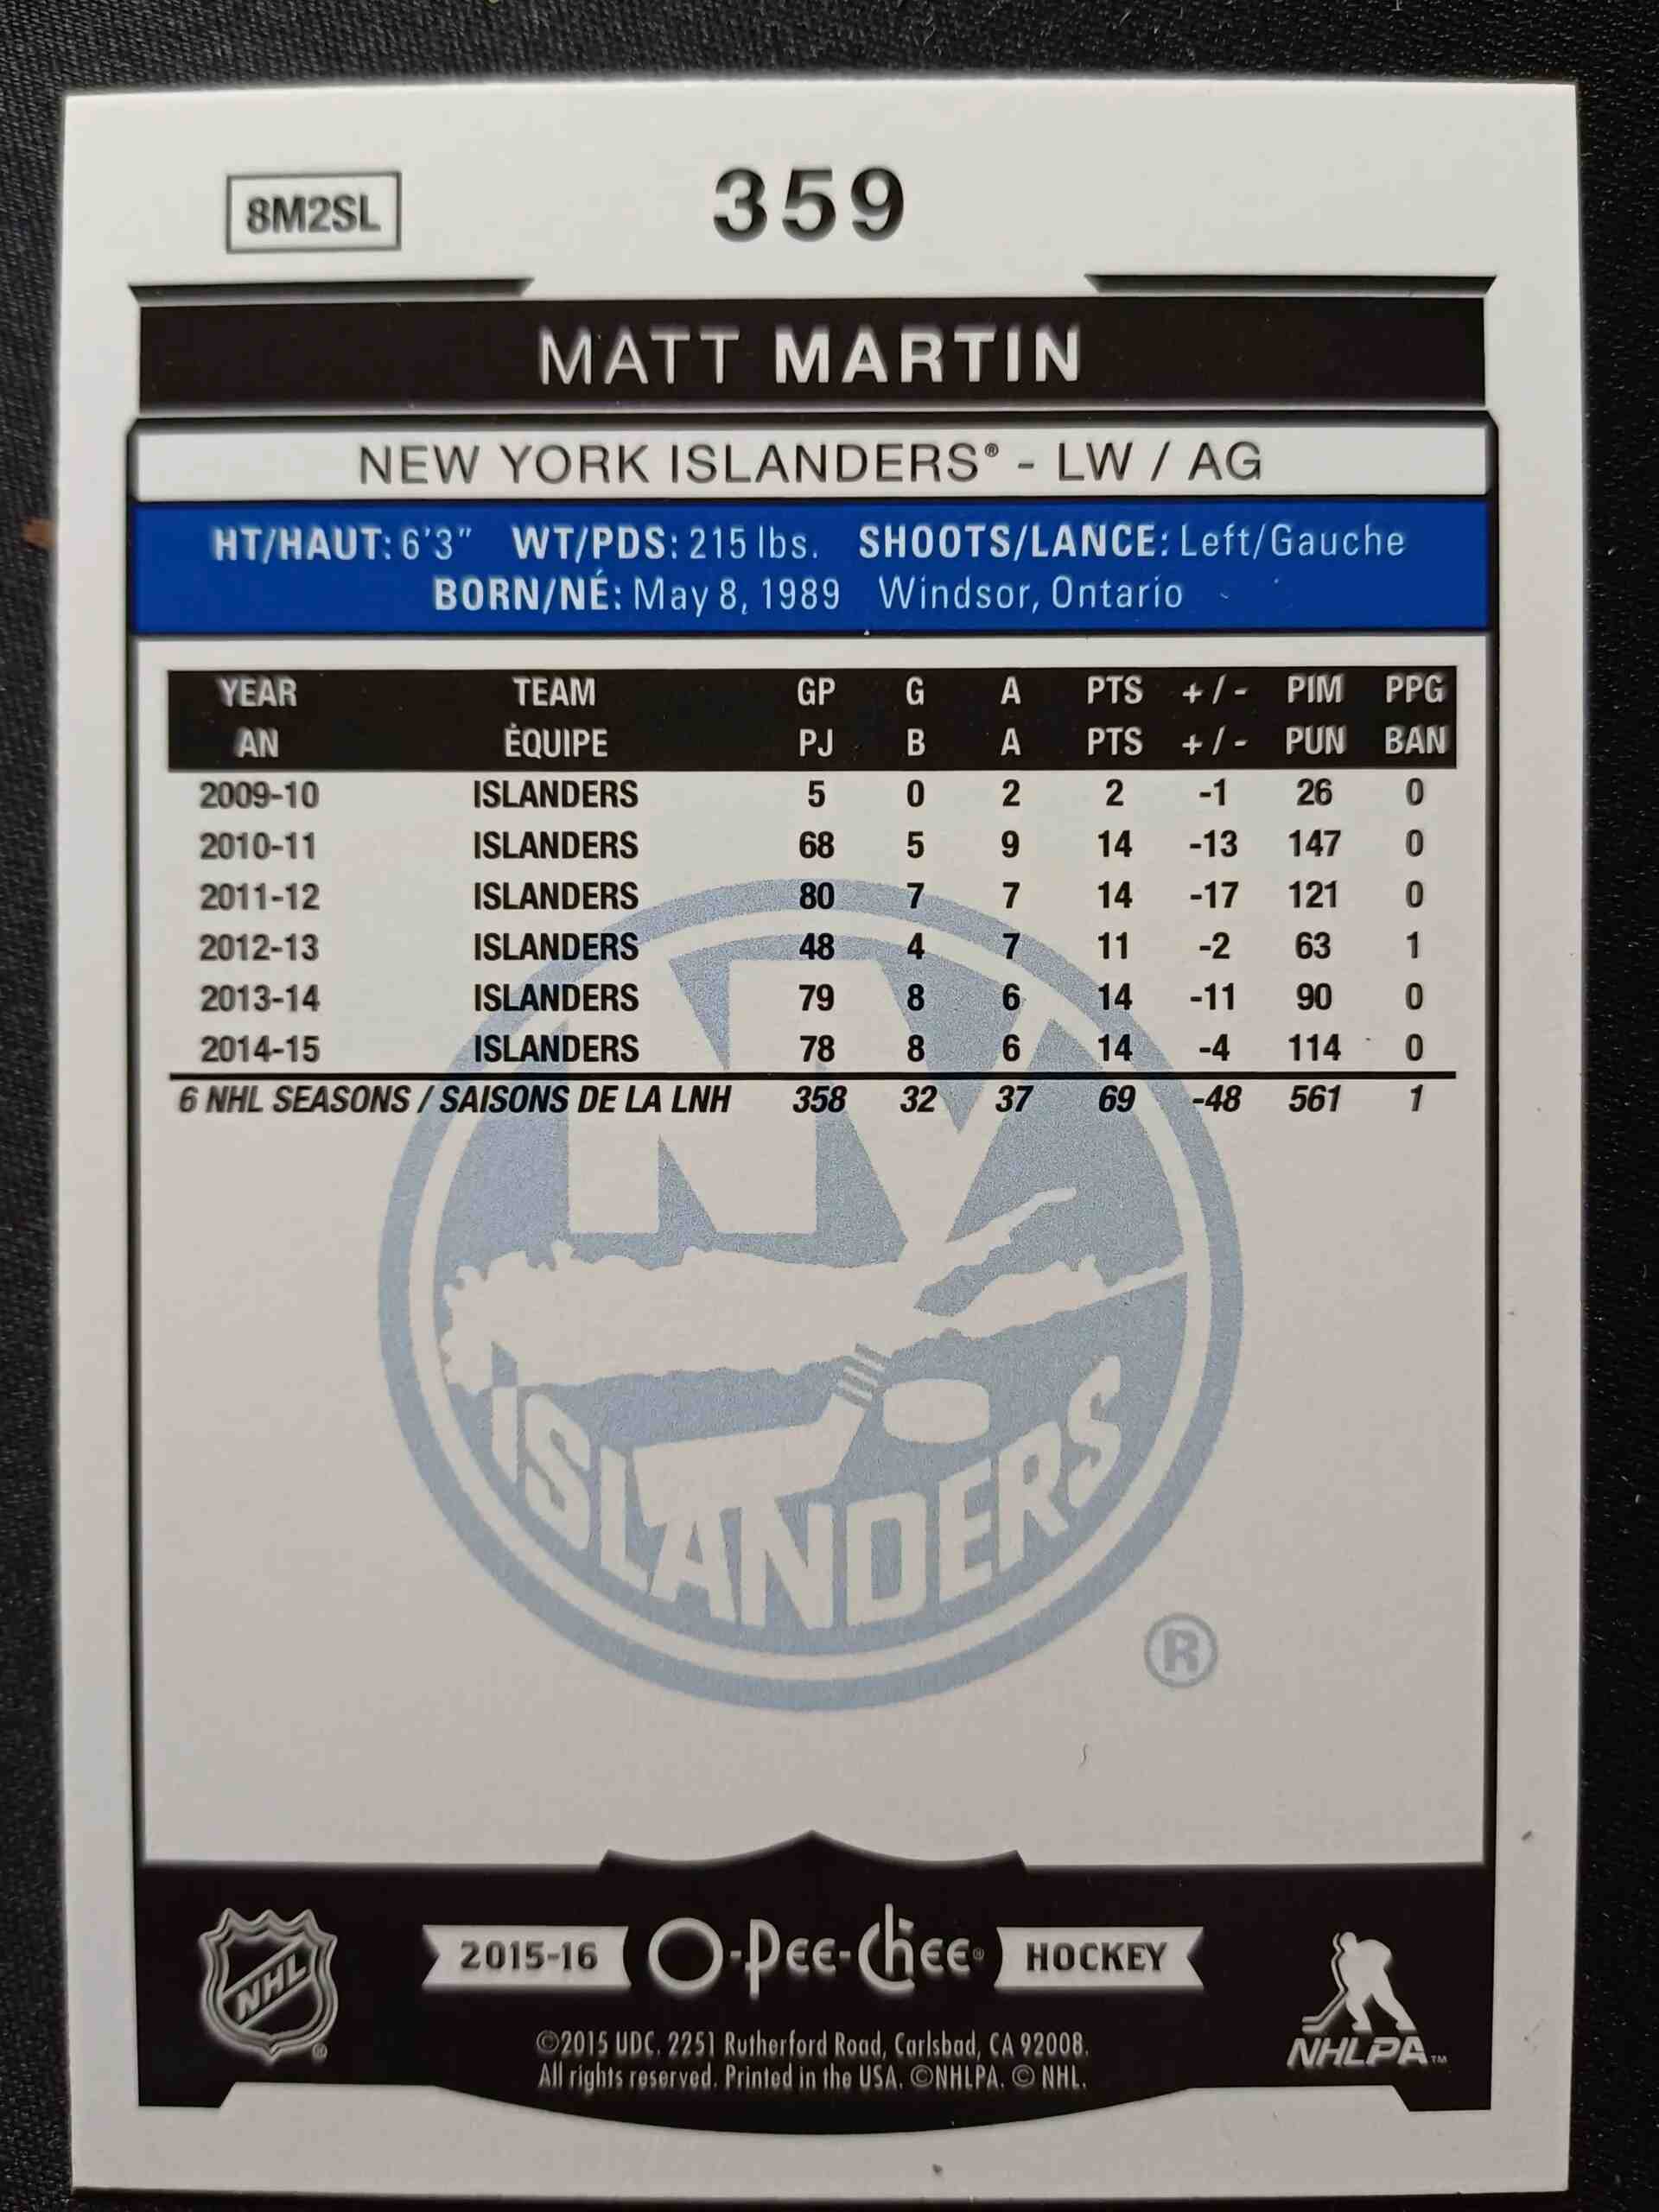 8M2SL 359
MATT MARTIN
NEW YORK ISLANDERS® - LW / AG
HT/HAUT: 6'3" WT/PDS: 215 lbs. SHOOTS/LANCE: Left/Gauche
BORN/NÉ: May 8, 1989 Windsor, Ontario
YEAR TEAM GP G A PTS +/- PIM PPG
AN ÉQUIPE PJ B A PTS +/- PUN BAN
2009-10 ISLANDERS 5 0 2 2 -1 26 0
2010-11 ISLANDERS 68 5 9 14 -13 147 0
2011-12 ISLANDERS 80 7 7 14 -17 121 0
2012-13 ISLANDERS 48 4 7 11 -2 63 1
2013-14 ISLANDERS 79 8 6 14 -11 90 0
2014-15 ISLANDERS 78 8 6 14 -4 114 0
6 NHL SEASONS / SAISONS DE LA LNH 358 32 37 69 -48 561 1
NY
ISLANDERS
®
NHL ® 2015-16 O-Pee-Chee® HOCKEY
NHLPA™
©2015 UDC. 2251 Rutherford Road, Carlsbad, CA 92008.
All rights reserved. Printed in the USA. ©NHLPA. © NHL.